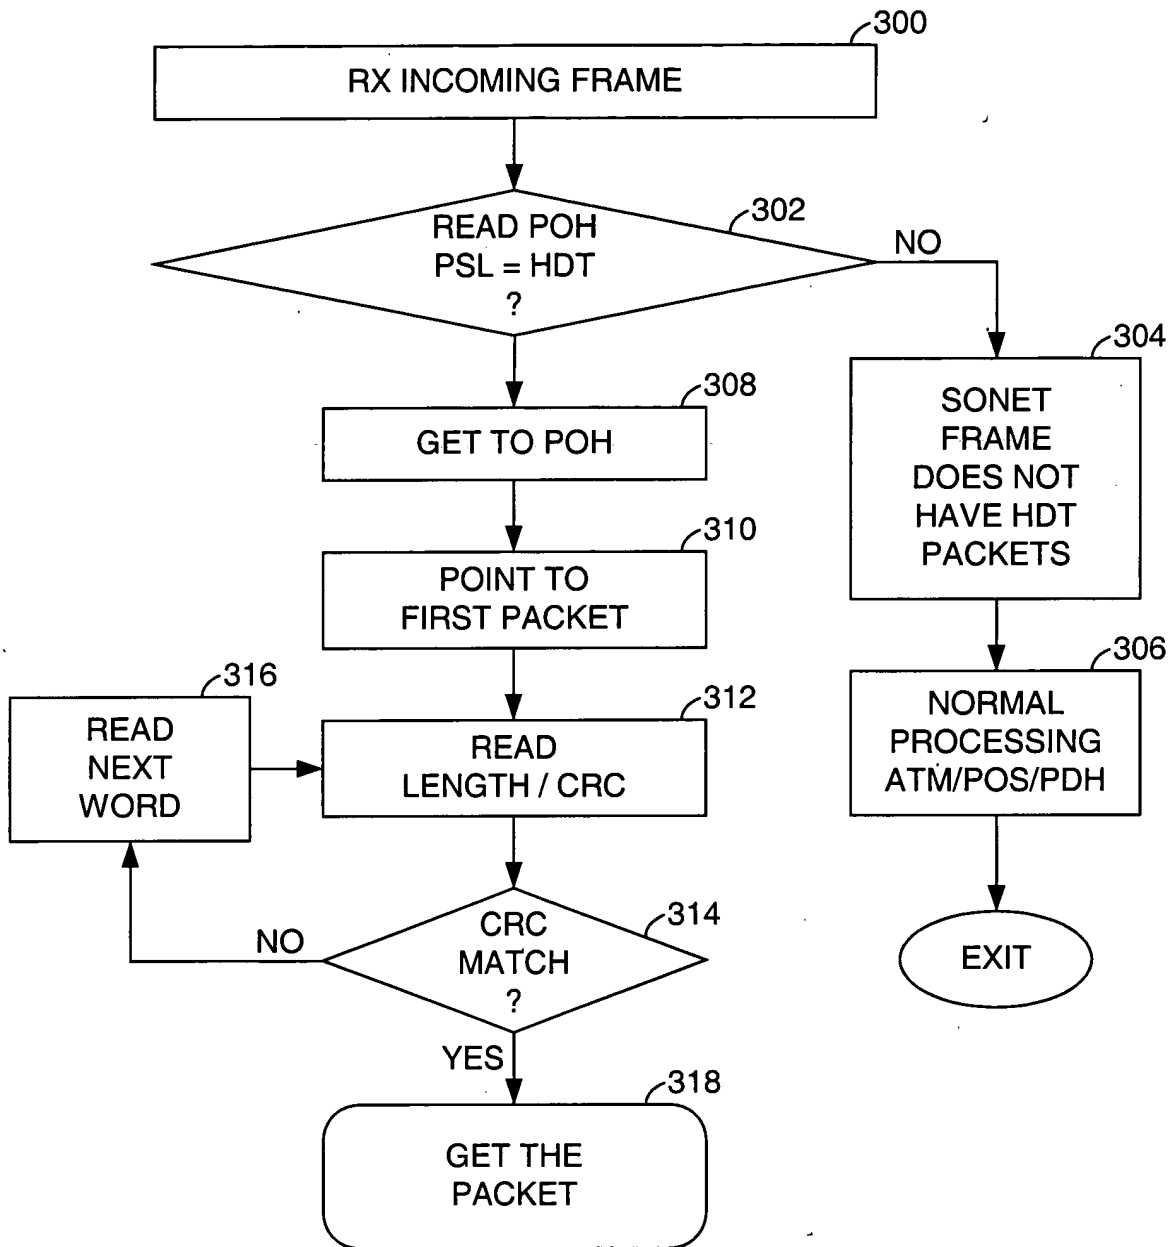 300
RX INCOMING FRAME
302
READ POH
PSL = HDT
?
NO
304
SONET
FRAME
DOES NOT
HAVE HDT
PACKETS
308
GET TO POH
310
POINT TO
FIRST PACKET
306
NORMAL
PROCESSING
ATM/POS/PDH
316
READ
NEXT
WORD
312
READ
LENGTH / CRC
314
CRC
MATCH
?
NO
EXIT
YES
318
GET THE
PACKET